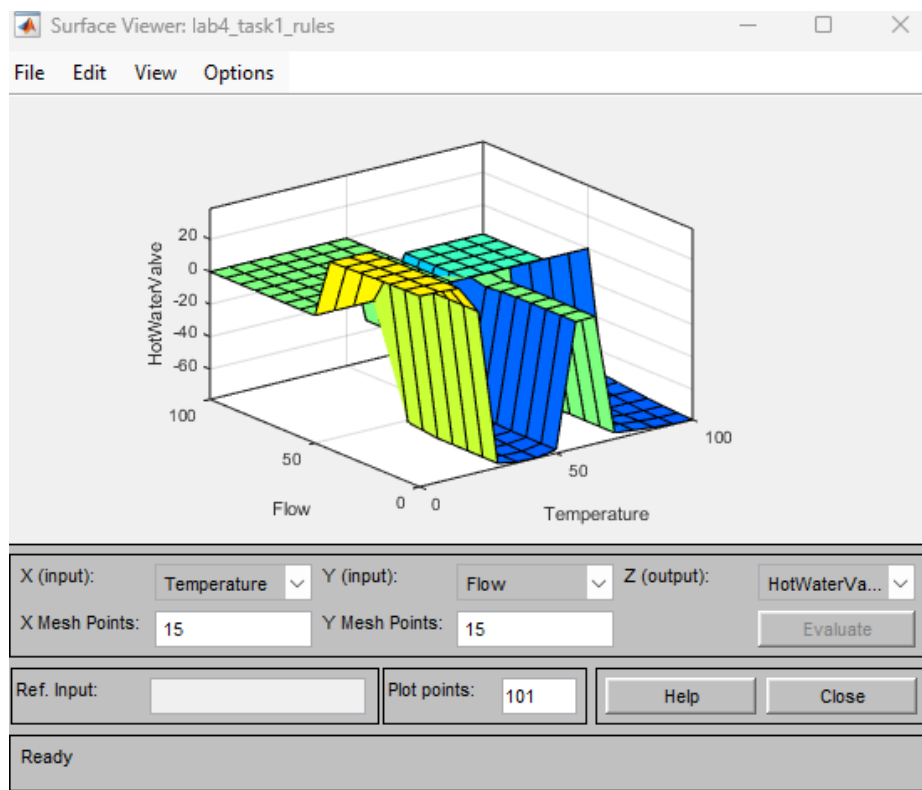 Surface Viewer: lab4_task1_rules
File Edit View Options
HotWaterValve
20
0
-20
-40
-60
100
50
0
Flow
0
50
100
Temperature
X (input): Temperature Y (input): Flow Z (output): HotWaterVa...
X Mesh Points: 15 Y Mesh Points: 15 Evaluate
Ref. Input: Plot points: 101 Help Close
Ready